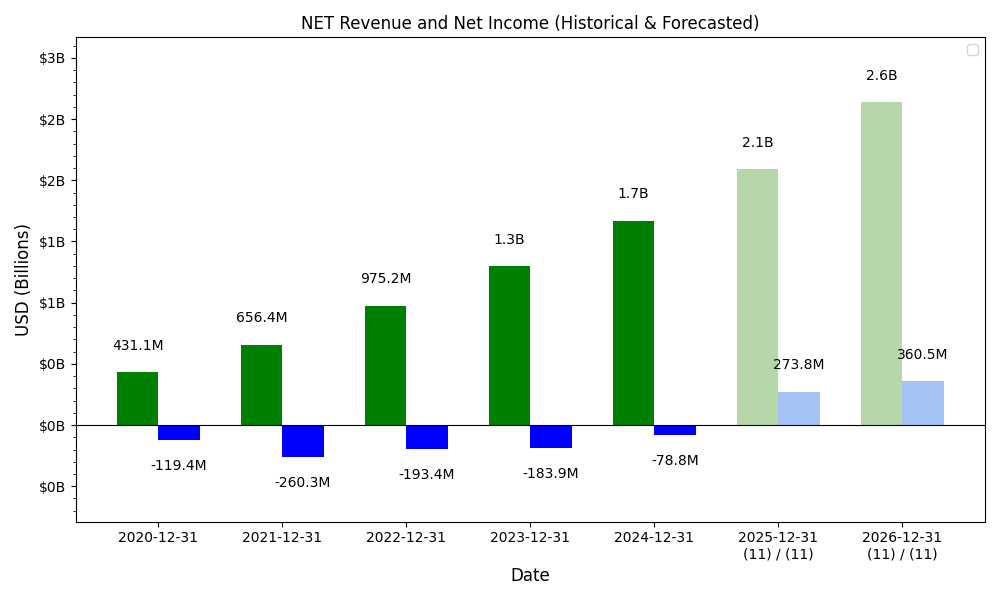 NET Revenue and Net Income (Historical & Forecasted)
USD (Billions)
$3B
$2B
$2B
$1B
$1B
$0B
$0B
$0B
431.1M
656.4M
975.2M
1.3B
1.7B
2.1B
2.6B
-119.4M
-260.3M
-193.4M
-183.9M
-78.8M
273.8M
360.5M
2020-12-31
2021-12-31
2022-12-31
2023-12-31
2024-12-31
2025-12-31
(11) / (11)
2026-12-31
(11) / (11)
Date